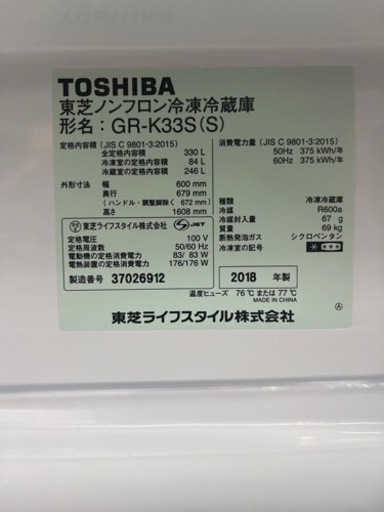 TOSHIBA
東芝ノンフロン冷凍冷蔵庫
形名：GR-K33S(S)
定格内容積 (JIS C 9801-3:2015)
全定格内容積 330 L
冷凍室の定格内容積 84 L
冷蔵室の定格内容積 246 L
外形寸法 幅 600 mm
奥行 679 mm
(ハンドル・調整脚除く 672 mm)
高さ 1608 mm
東芝ライフスタイル株式会社 JET
定格電圧 100 V
定格周波数 50/60 Hz
電動機の定格消費電力 83/ 83 W
電熱装置の定格消費電力 176/176 W
製造番号 37026912
消費電力量 (JIS C 9801-3:2015)
50Hz 375 kWh/年
60Hz 375 kWh/年
種類 冷凍冷蔵庫
冷媒 R600a
冷媒封入量 67 g
質量 69 kg
断熱発泡ガス シクロペンタン
冷凍室の記号
2018 年製
温度ヒューズ 76 ℃ または 77 ℃
MADE IN CHINA
Ⓐ
東芝ライフスタイル株式会社